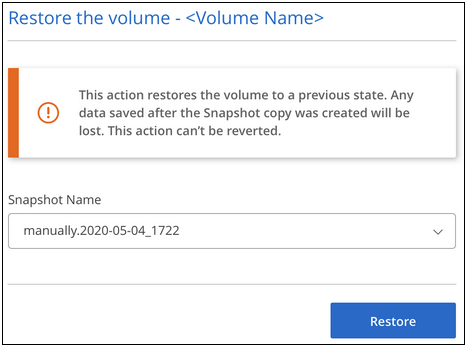 Restore the volume - <Volume Name>
This action restores the volume to a previous state. Any
data saved after the Snapshot copy was created will be
lost. This action can’t be reverted.
Snapshot Name
manually.2020-05-04_1722
Restore